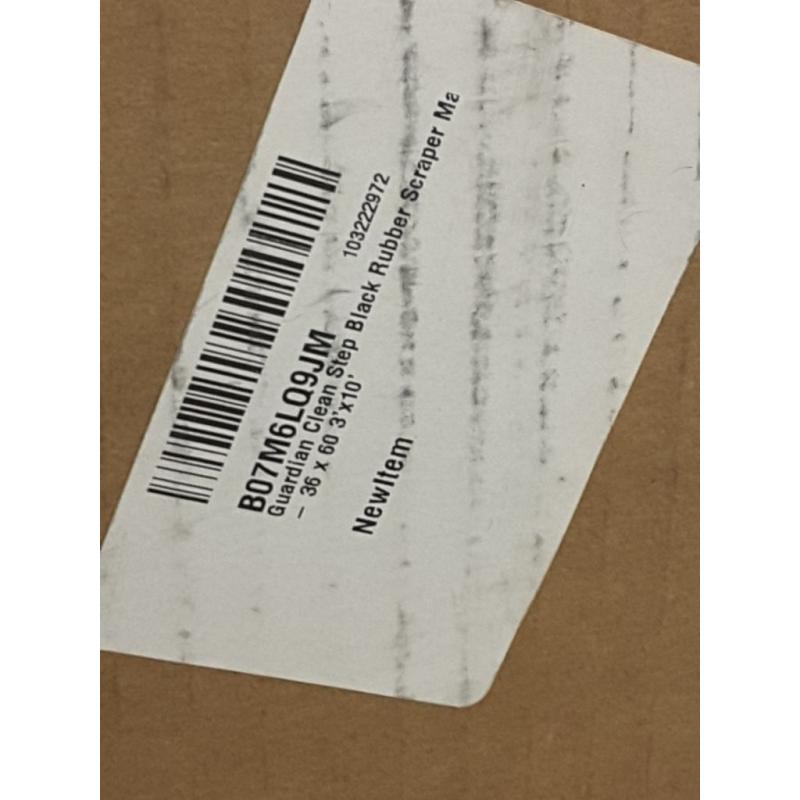 B07M6LQ9JM
103222972
Guardian Clean Step Black Rubber Scraper Ma
– 36 x 60 3'x10'
NewItem